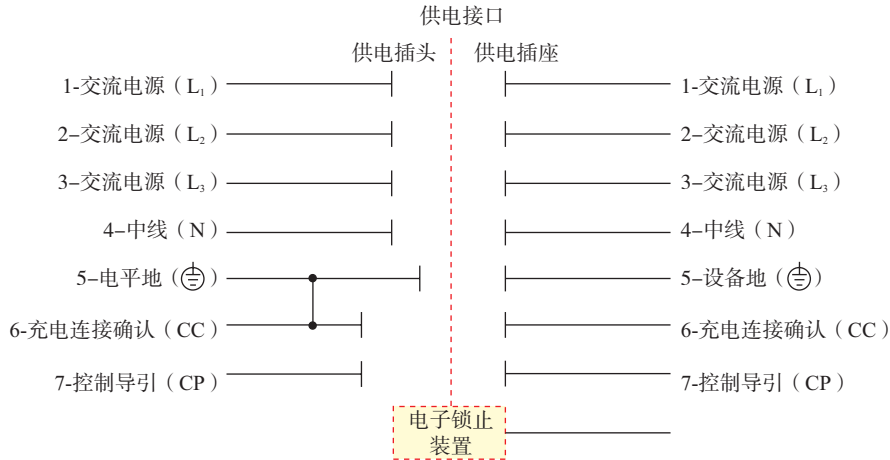 供电接口
供电插头
供电插座
1-交流电源（L₁）
1-交流电源（L₁）
2–交流电源（L₂）
2–交流电源（L₂）
3–交流电源（L₃）
3–交流电源（L₃）
4–中线（N）
4–中线（N）
5–电平地（⏚）
5–设备地（⏚）
6-充电连接确认（CC）
6-充电连接确认（CC）
7-控制导引（CP）
7-控制导引（CP）
电子锁止
装置